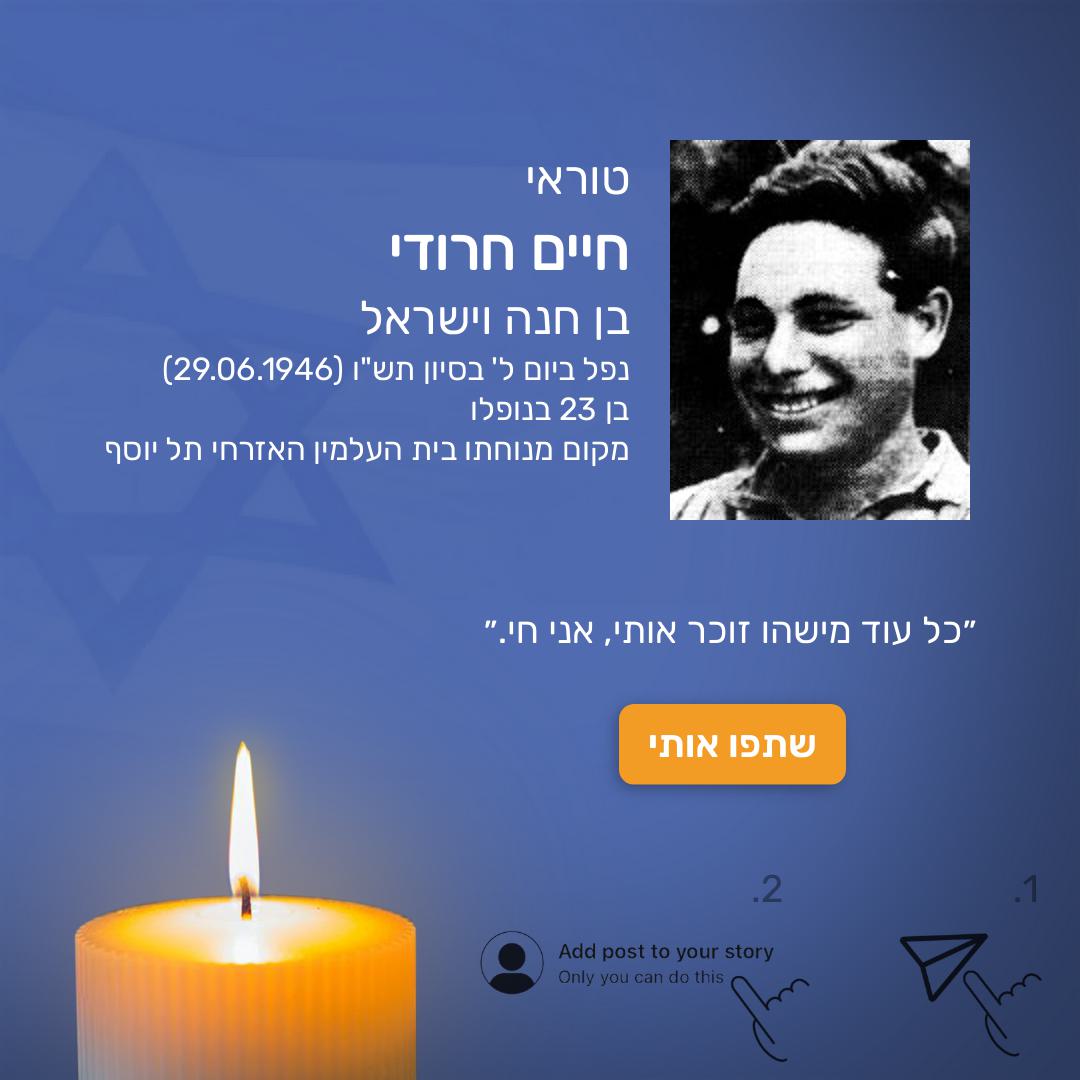 טוראי
חיים חרודי
בן חנה וישראל
נפל ביום ל' בסיון תש"ו (29.06.1946)
בן 23 בנופלו
מקום מנוחתו בית העלמין האזרחי תל יוסף
״כל עוד מישהו זוכר אותי, אני חי.״
שתפו אותי
1.
2.
Add post to your story
Only you can do this